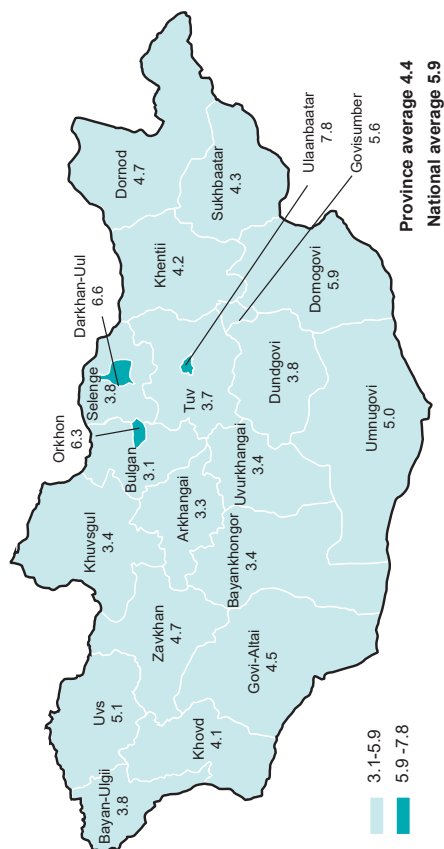 Bayan-Ulgii
3.8
Uvs
5.1
Khovd
4.1
Zavkhan
4.7
Govi-Altai
4.5
Khuvsgul
3.4
Bayankhongor
3.4
Arkhangai
3.3
Orkhon
6.3
Bulgan
3.1
Uvurkhangai
3.4
Selenge
3.8
Darkhan-Uul
6.6
Tuv
3.7
Dundgovi
3.8
Umnugovi
5.0
Khentii
4.2
Dornod
4.7
Sukhbaatar
4.3
Dornogovi
5.9
Ulaanbaatar
7.8
Govisumber
5.6
3.1-5.9
5.9 -7.8
Province average 4.4
National average 5.9